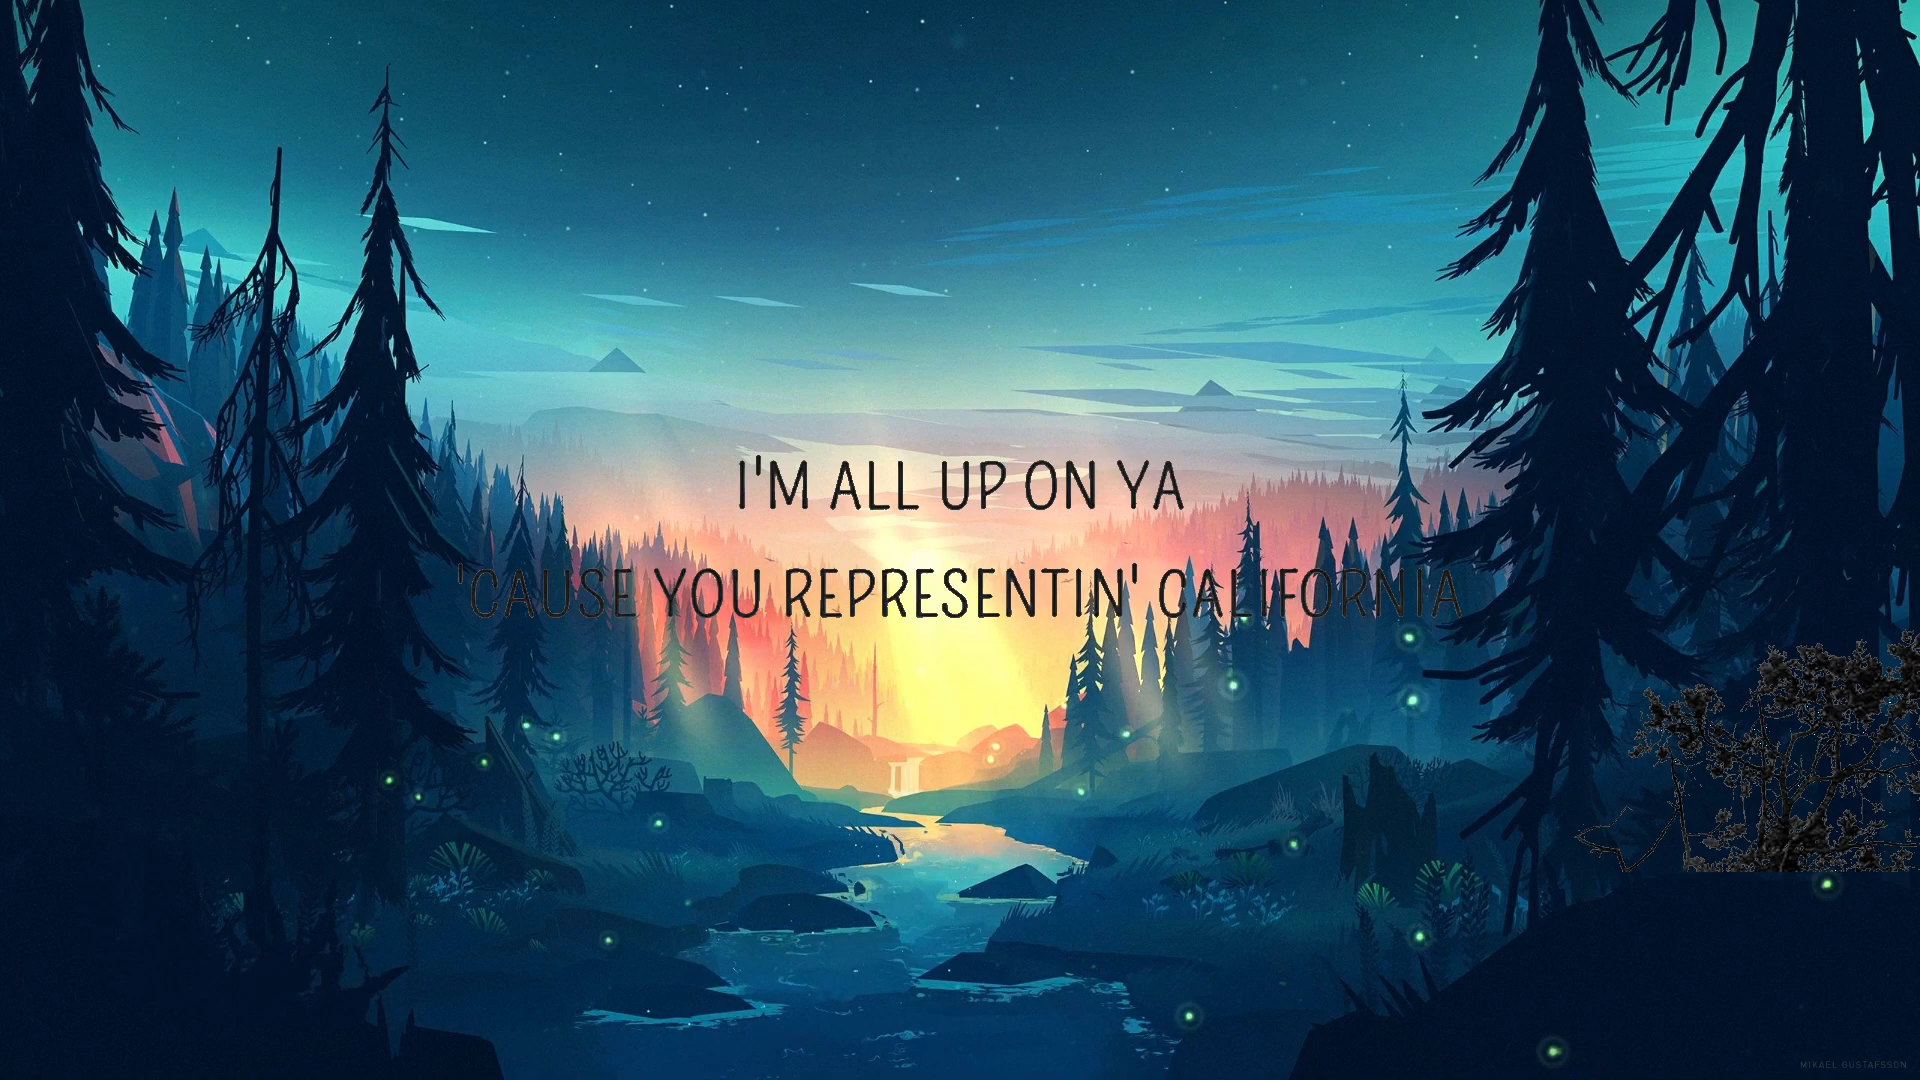 I'M ALL UP ON YA
'CAUSE YOU REPRESENTIN' CALIFORNIA
MIKAEL GUSTAFSSON